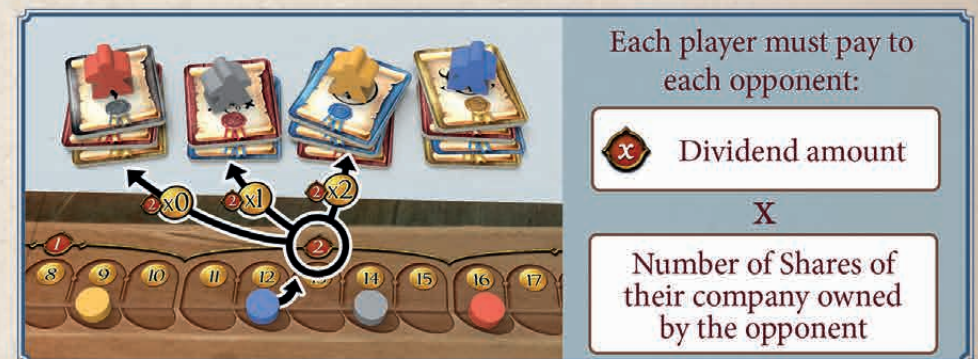 Each player must pay to
each opponent:
x Dividend amount
X
Number of Shares of
their company owned
by the opponent
2 x0
2 x1
2 x2
1
2
8 9 10 11 12 13 14 15 16 17